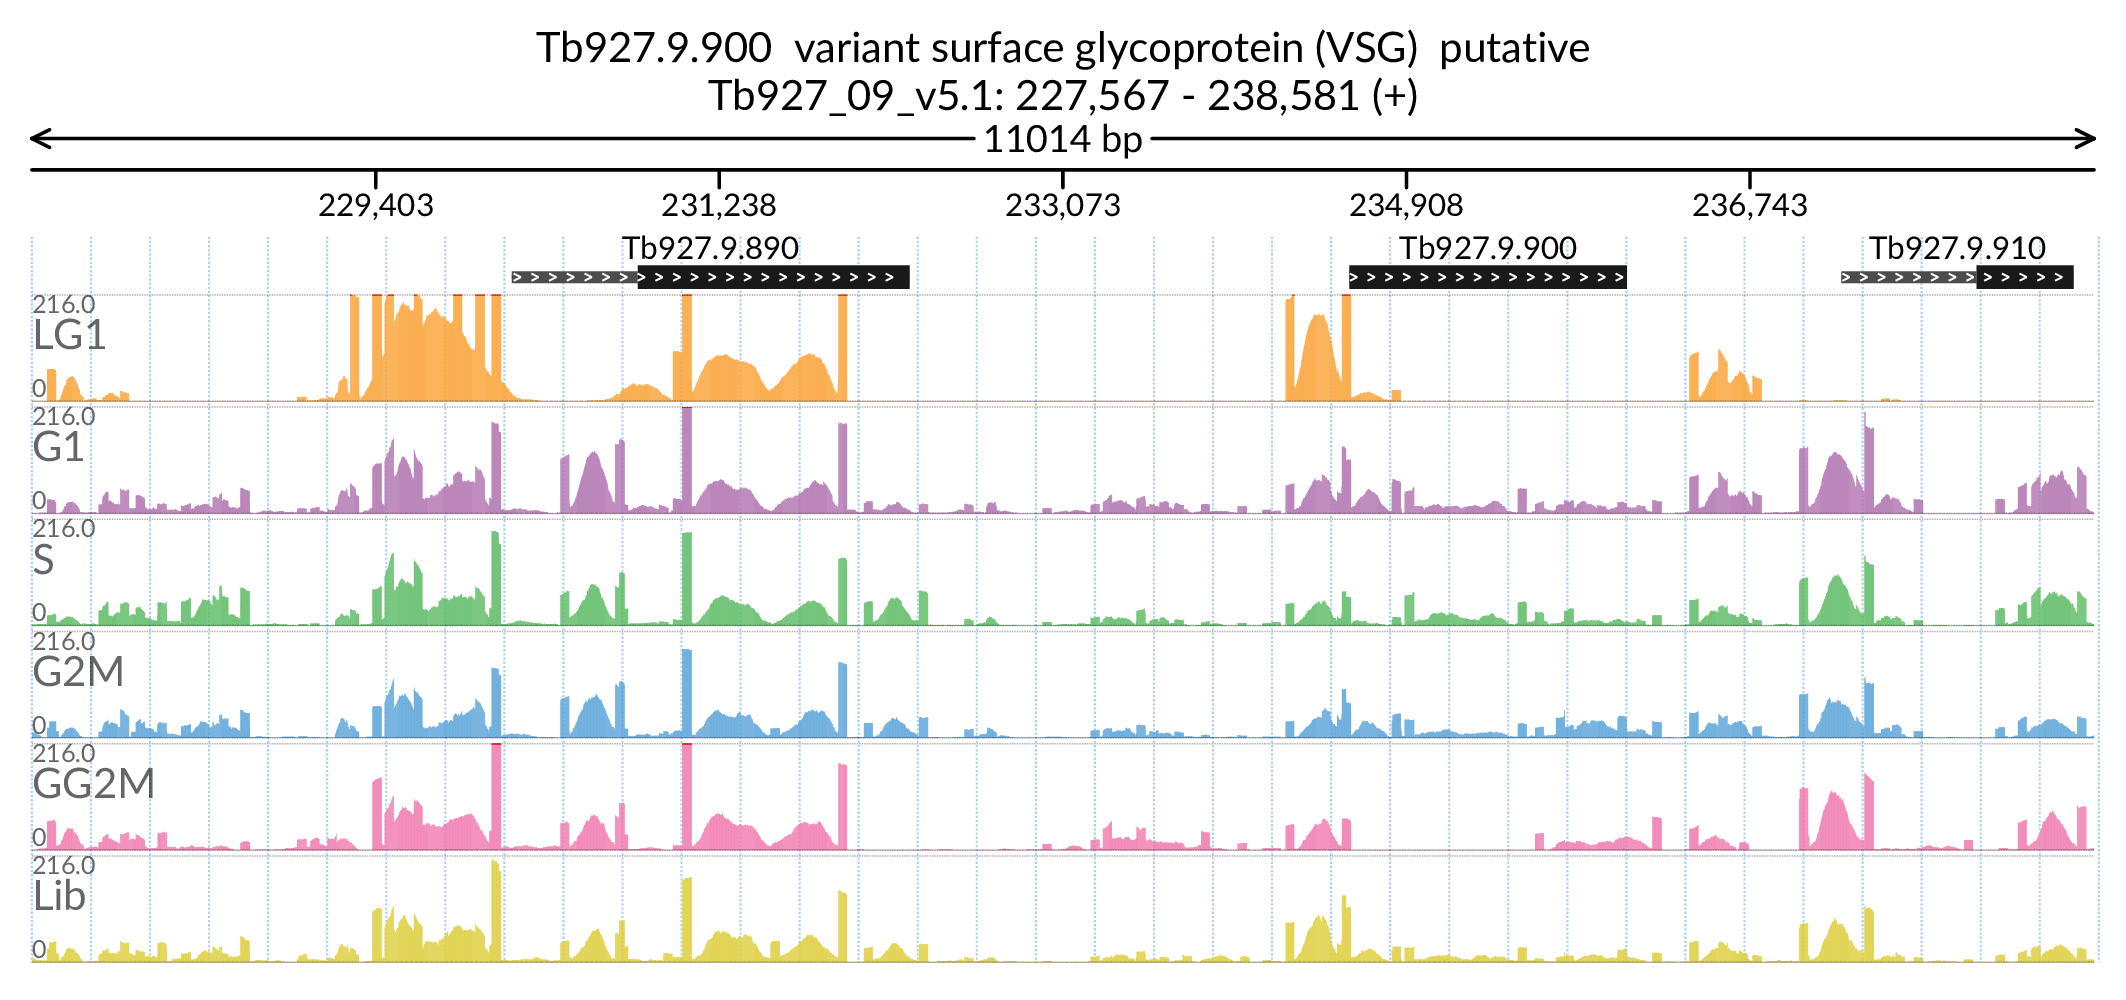 Tb927.9.900  variant surface glycoprotein (VSG)  putative
Tb927_09_v5.1: 227,567 - 238,581 (+)
11014 bp
229,403 231,238 233,073 234,908 236,743
Tb927.9.890 Tb927.9.900 Tb927.9.910
216.0
LG1
0
216.0
G1
0
216.0
S
0
216.0
G2M
0
216.0
GG2M
0
216.0
Lib
0